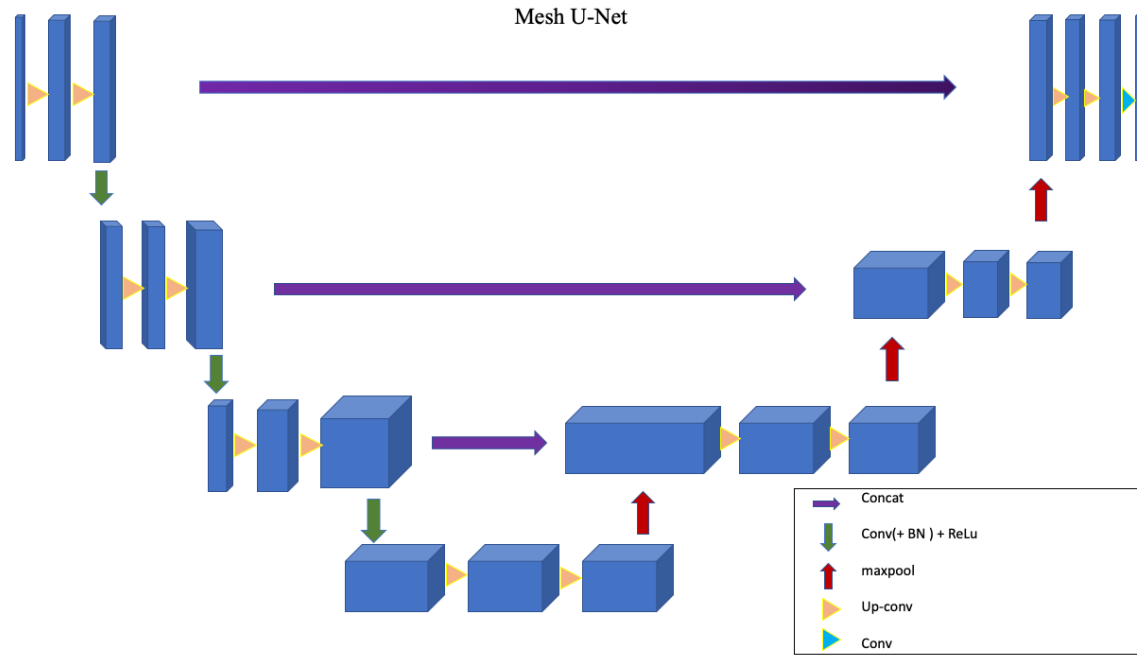 Mesh U-Net
Concat
Conv(+ BN ) + ReLu
maxpool
Up-conv
Conv